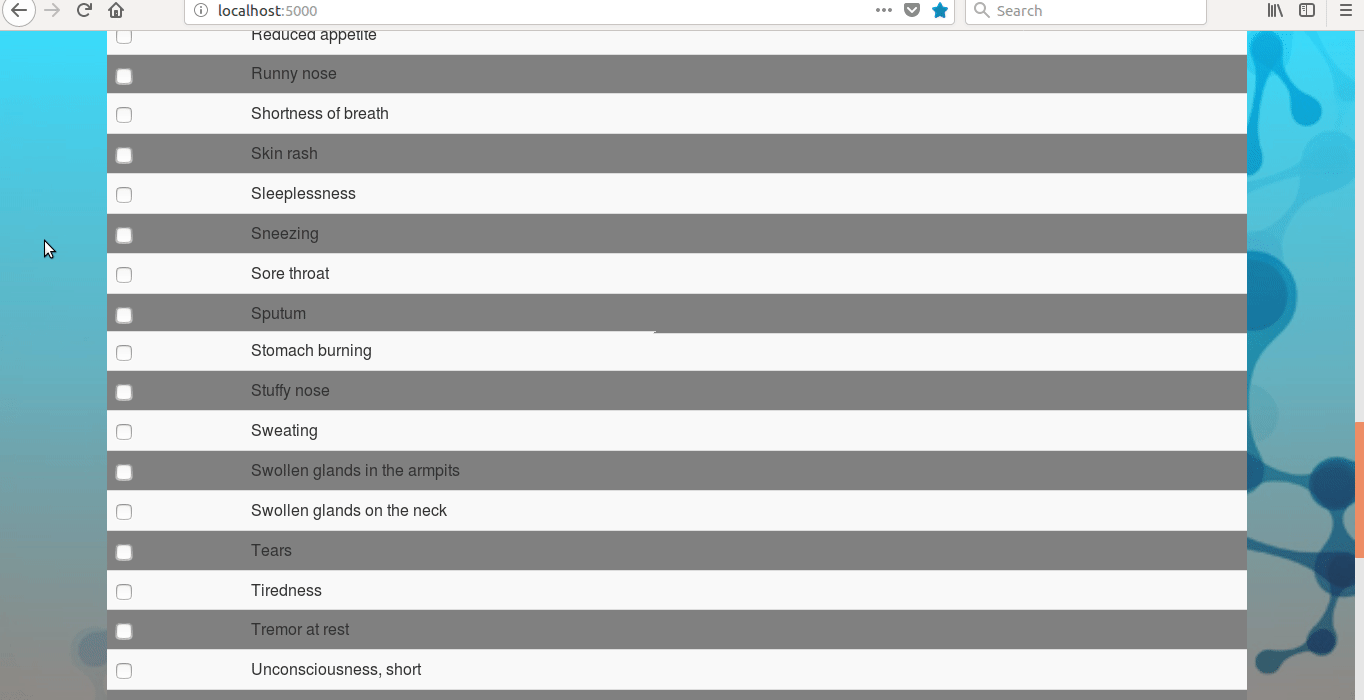 localhost:5000
Search
Reduced appetite
Runny nose
Shortness of breath
Skin rash
Sleeplessness
Sneezing
Sore throat
Sputum
Stomach burning
Stuffy nose
Sweating
Swollen glands in the armpits
Swollen glands on the neck
Tears
Tiredness
Tremor at rest
Unconsciousness, short